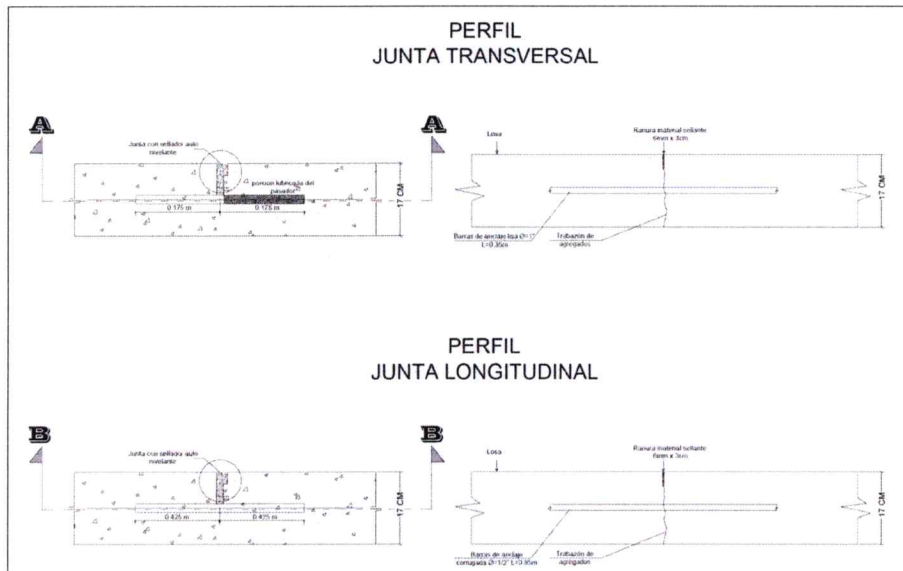 PERFIL
JUNTA TRANSVERSAL
A
A
Junta con sellador auto
nivelante
porcion lubricada del
pasador
0.175 m
0.175 m
17 CM
Losa
Ranura material sellante
6mm x 3cm
Barras de anclaje lisa Ø=1"
L=0.35m
Trabazón de
agregados
17 CM
PERFIL
JUNTA LONGITUDINAL
B
B
Junta con sellador auto
nivelante
0.425 m
0.425 m
17 CM
Losa
Ranura material sellante
6mm x 3cm
Barras de anclaje
corrugada Ø=1/2" L=0.85m
Trabazón de
agregados
17 CM